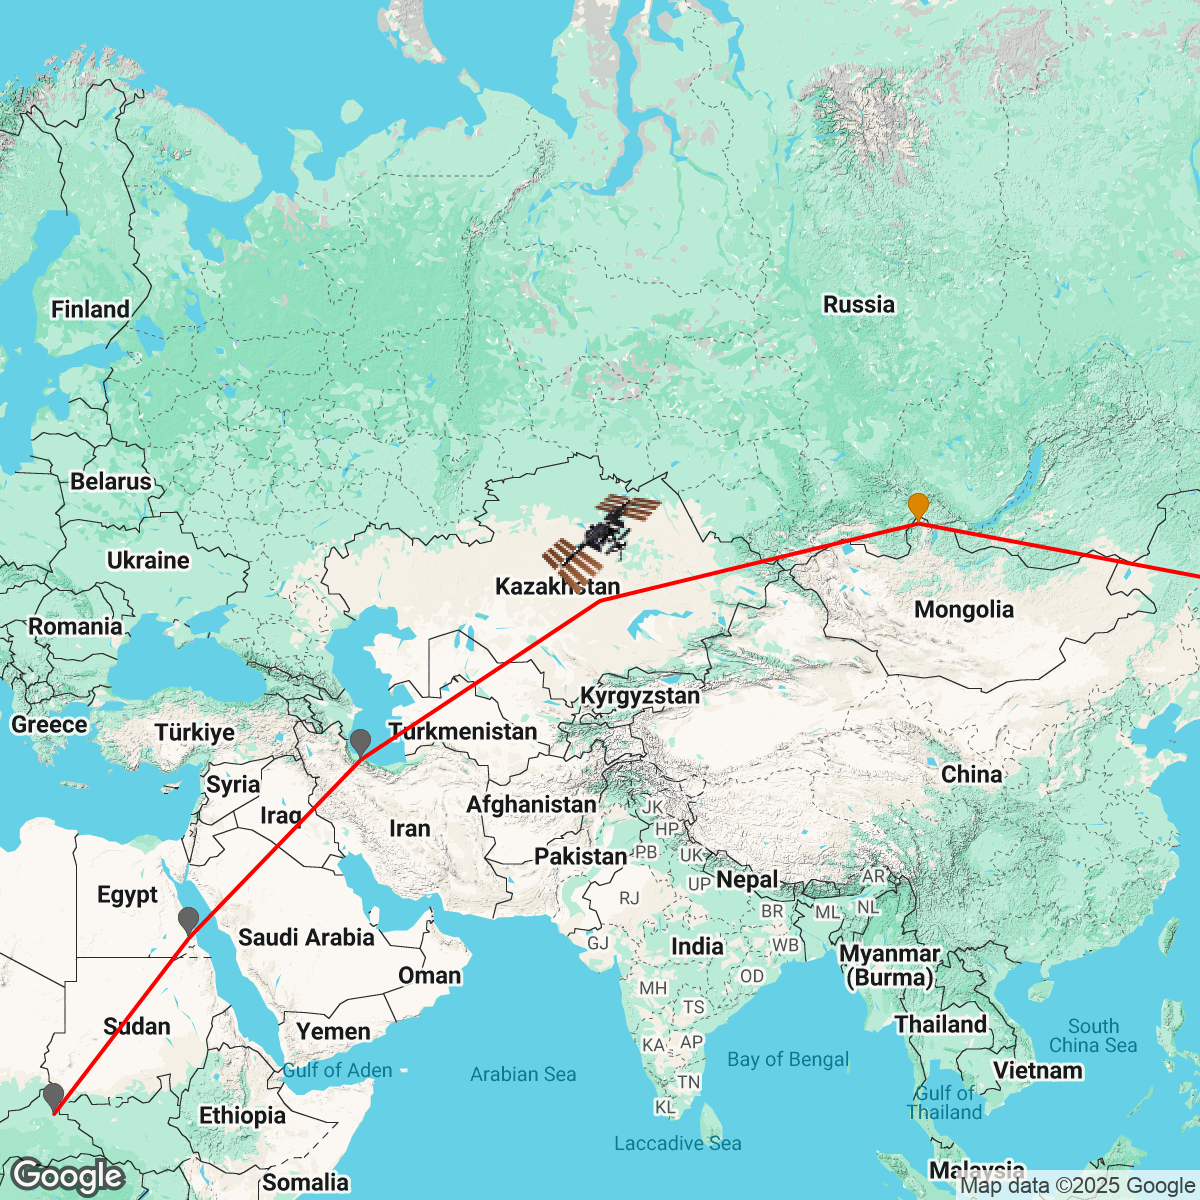 Finland
Russia
Belarus
Ukraine
Kazakhstan
Mongolia
Romania
Kyrgyzstan
Greece
Türkiye
Turkmenistan
Syria
China
Iraq
Afghanistan
JK
Iran
HP
Pakistan
PB
UK
Nepal
AR
UP
Egypt
RJ
NL
BR
ML
Saudi Arabia
GJ
India
WB
Myanmar
(Burma)
Oman
OD
MH
TS
Sudan
Yemen
Thailand
South
China Sea
KA
AP
Bay of Bengal
Gulf of Aden
Arabian Sea
Vietnam
TN
Gulf of
Thailand
KL
Ethiopia
Laccadive Sea
Malaysia
Somalia
Google
Map data ©2025 Google